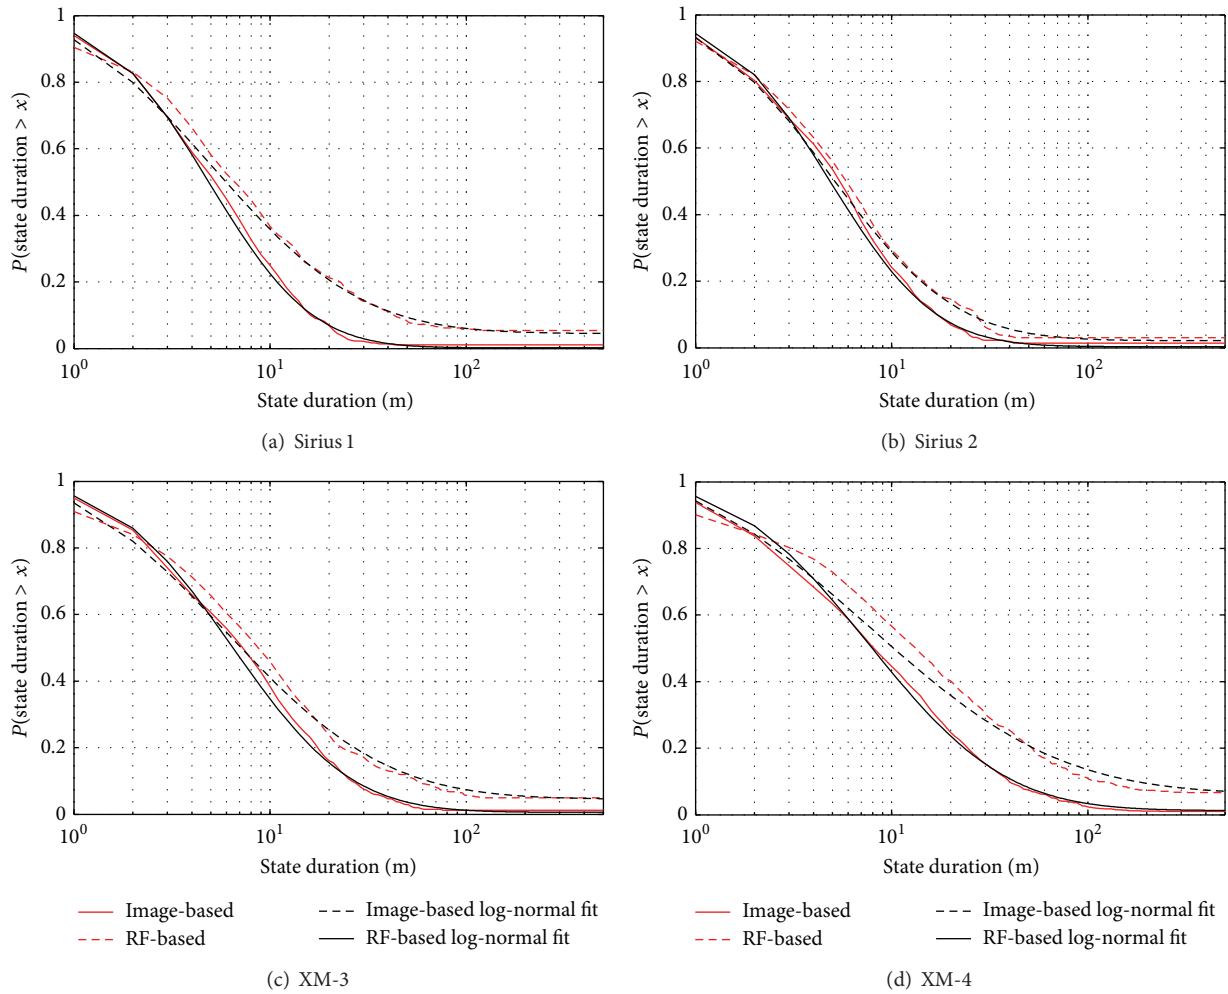 1
0.8
0.6
0.4
0.2
0
P(state duration > x)
10^0
10^1
10^2
State duration (m)
(a) Sirius 1
1
0.8
0.6
0.4
0.2
0
P(state duration > x)
10^0
10^1
10^2
State duration (m)
(b) Sirius 2
1
0.8
0.6
0.4
0.2
0
P(state duration > x)
10^0
10^1
10^2
State duration (m)
Image-based
RF-based
Image-based log-normal fit
RF-based log-normal fit
(c) XM-3
1
0.8
0.6
0.4
0.2
0
P(state duration > x)
10^0
10^1
10^2
State duration (m)
Image-based
RF-based
Image-based log-normal fit
RF-based log-normal fit
(d) XM-4